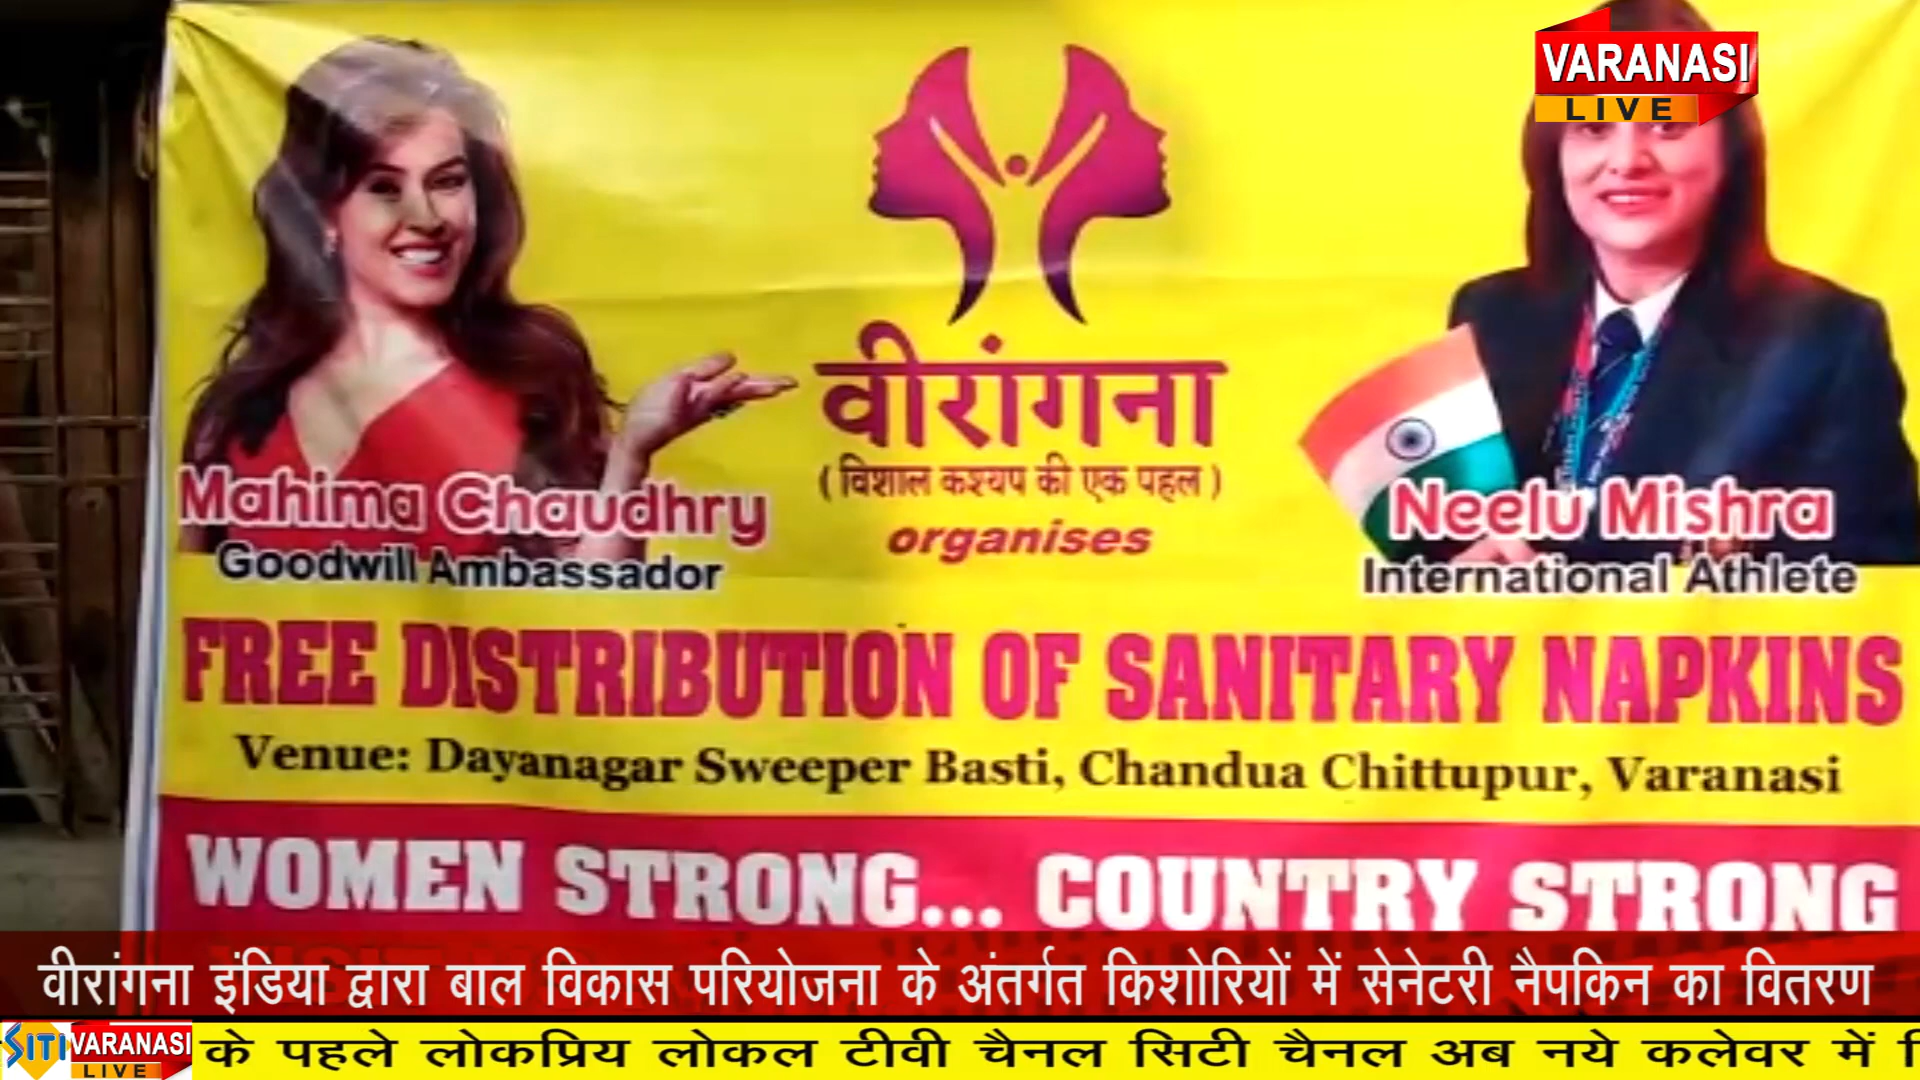 VARANASI
LIVE
वीरांगना
( विशाल कश्यप की एक पहल )
organises
Mahima Chaudhry
Goodwill Ambassador
Neelu Mishra
International Athlete
FREE DISTRIBUTION OF SANITARY NAPKINS
Venue: Dayanagar Sweeper Basti, Chandua Chittupur, Varanasi
WOMEN STRONG... COUNTRY STRONG
वीरांगना इंडिया द्वारा बाल विकास परियोजना के अंतर्गत किशोरियों में सेनेटरी नैपकिन का वितरण
SITI VARANASI
LIVE
के पहले लोकप्रिय लोकल टीवी चैनल सिटी चैनल अब नये कलेवर में